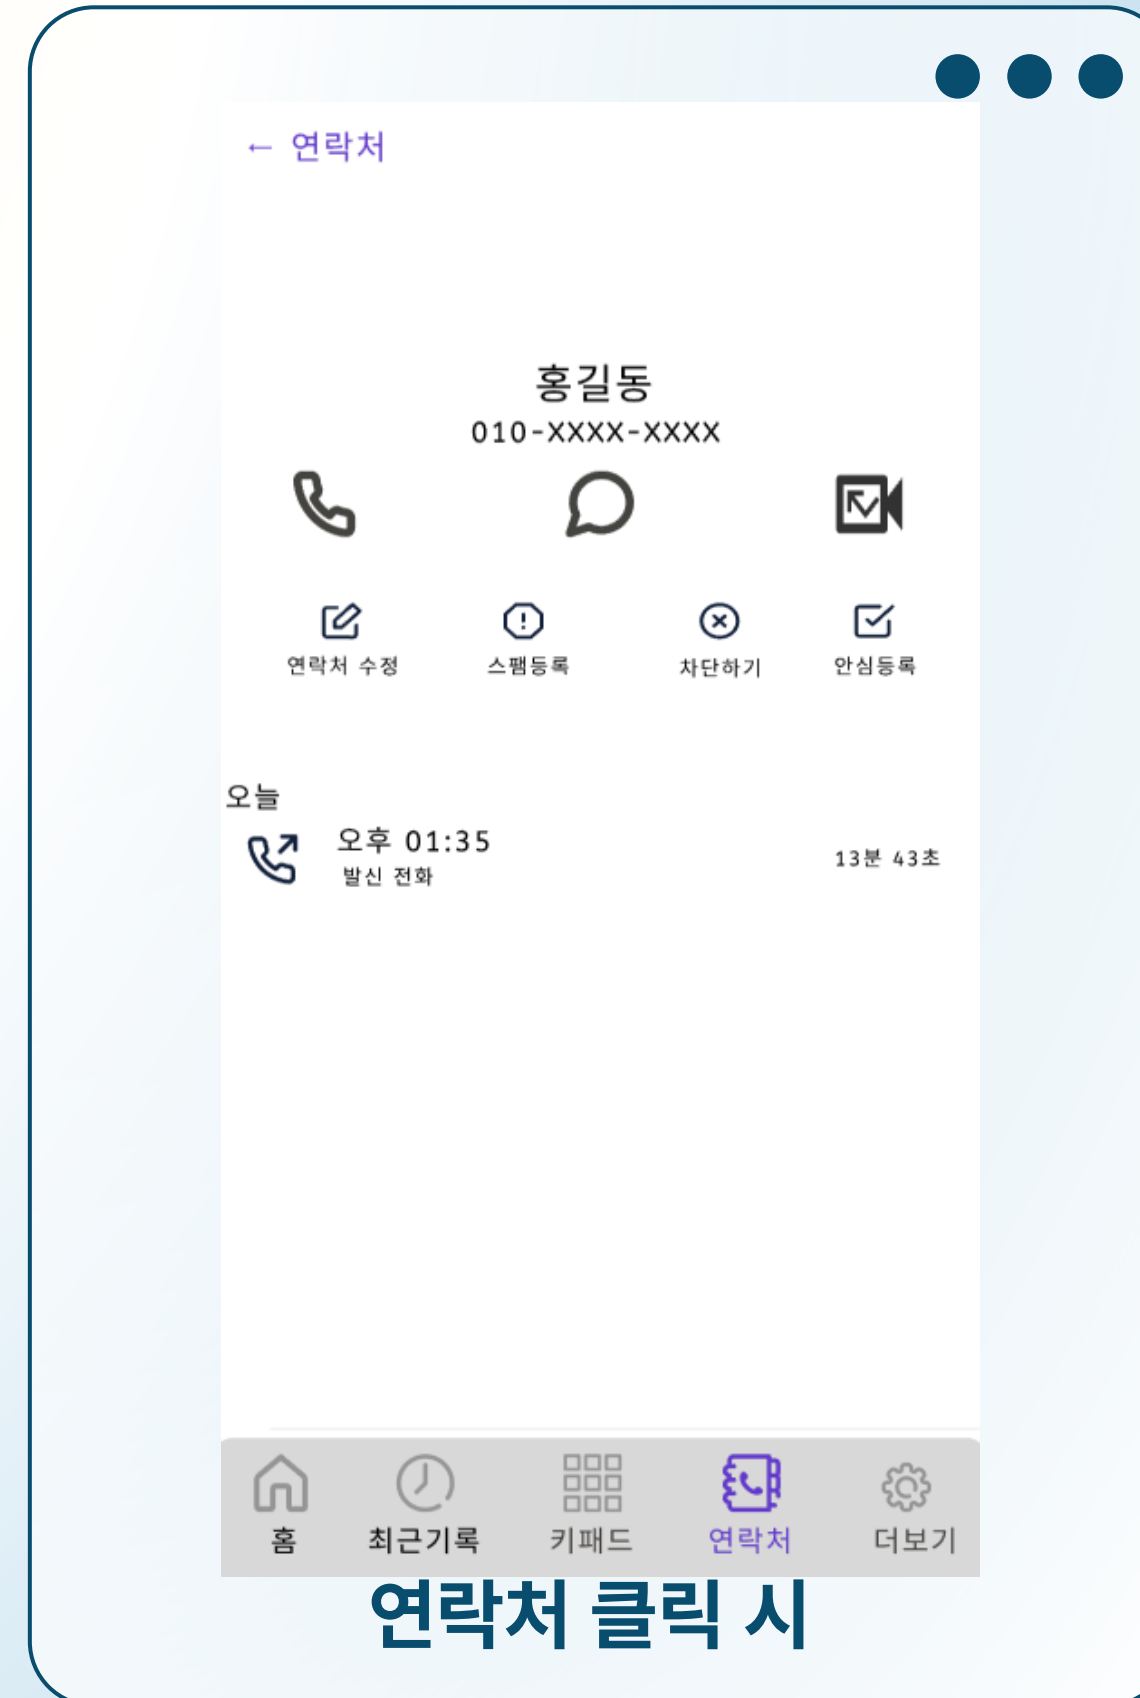 ← 연락처
홍길동
010-XXXX-XXXX
연락처 수정 스팸등록 차단하기 안심등록
오늘
오후 01:35
발신 전화 13분 43초
홈 최근기록 키패드 연락처 더보기
연락처 클릭 시